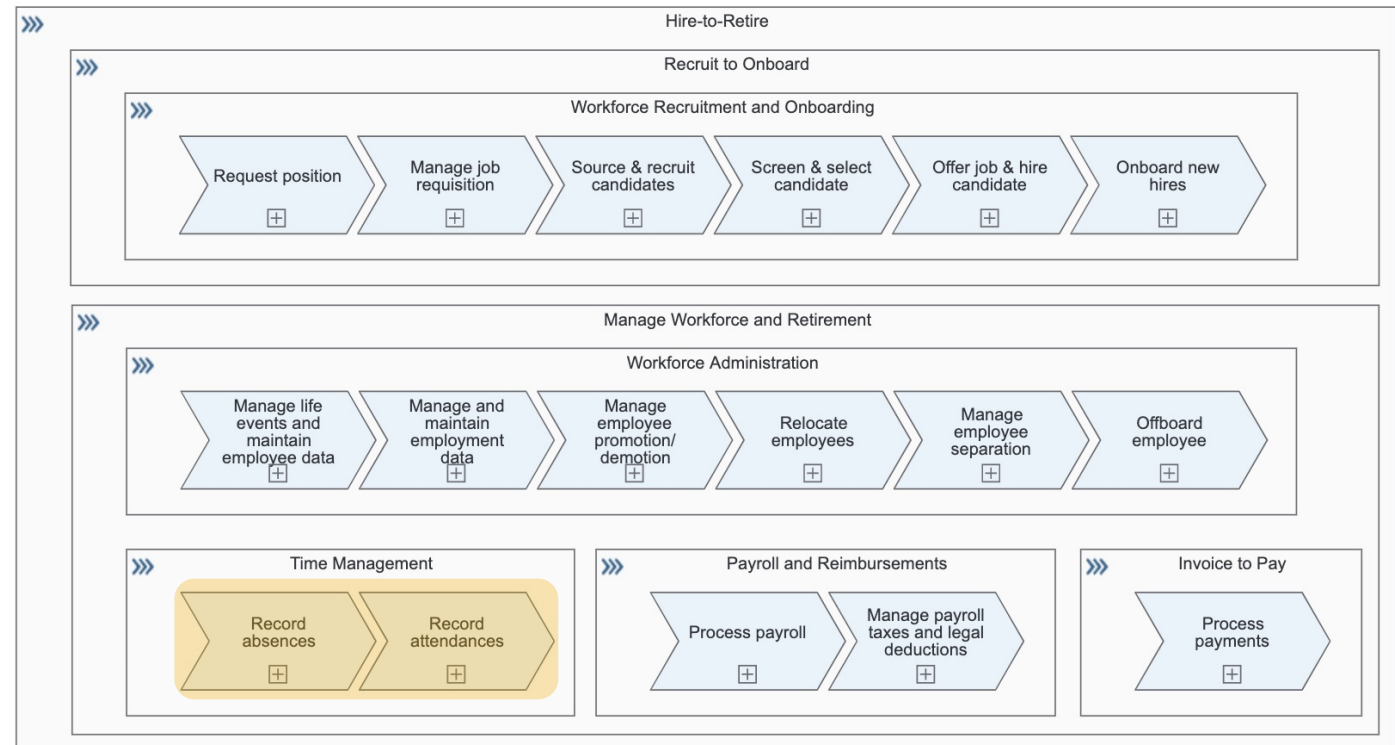 Hire-to-Retire
Recruit to Onboard
Workforce Recruitment and Onboarding
Request position
Manage job
requisition
Source & recruit
candidates
Screen & select
candidate
Offer job & hire
candidate
Onboard new
hires
Manage Workforce and Retirement
Workforce Administration
Manage life
events and
maintain
employee data
Manage and
maintain
employment
data
Manage
employee
promotion/
demotion
Relocate
employees
Manage
employee
separation
Offboard
employee
Time Management
Record
absences
Record
attendances
Payroll and Reimbursements
Process payroll
Manage payroll
taxes and legal
deductions
Invoice to Pay
Process
payments